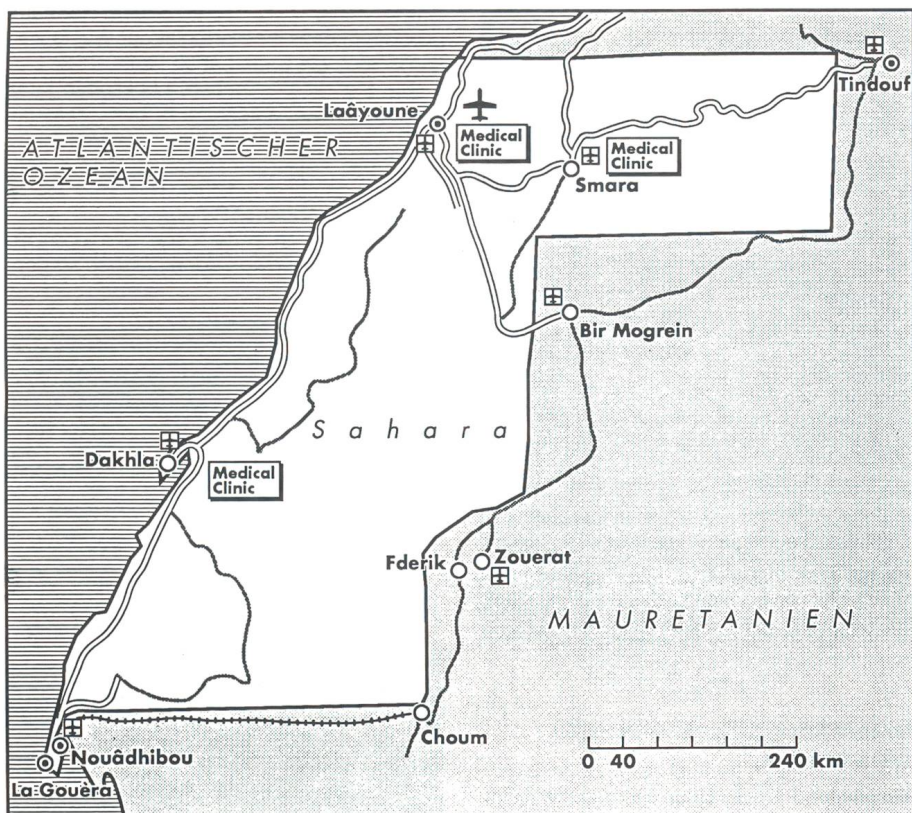 Tindouf
Laâyoune
Medical
Clinic
Medical
Clinic
ATLANTISCHER
OZEAN
Smara
Bir Mogrein
Sahara
Dakhla
Medical
Clinic
Fderik
Zouerat
MAURETANIEN
Choum
Nouâdhibou
La Gouèra
0 40 240 km